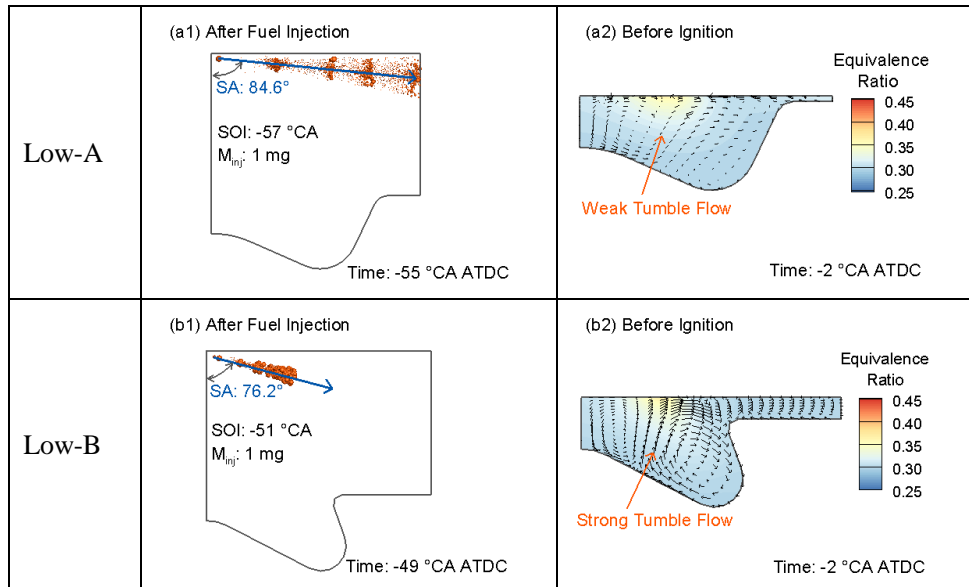 Low-A
(a1) After Fuel Injection
SA: 84.6°
SOI: -57 °CA
Minj: 1 mg
Time: -55 °CA ATDC
(a2) Before Ignition
Equivalence
Ratio
0.45
0.40
0.35
0.30
0.25
Weak Tumble Flow
Time: -2 °CA ATDC
Low-B
(b1) After Fuel Injection
SA: 76.2°
SOI: -51 °CA
Minj: 1 mg
Time: -49 °CA ATDC
(b2) Before Ignition
Equivalence
Ratio
0.45
0.40
0.35
0.30
0.25
Strong Tumble Flow
Time: -2 °CA ATDC